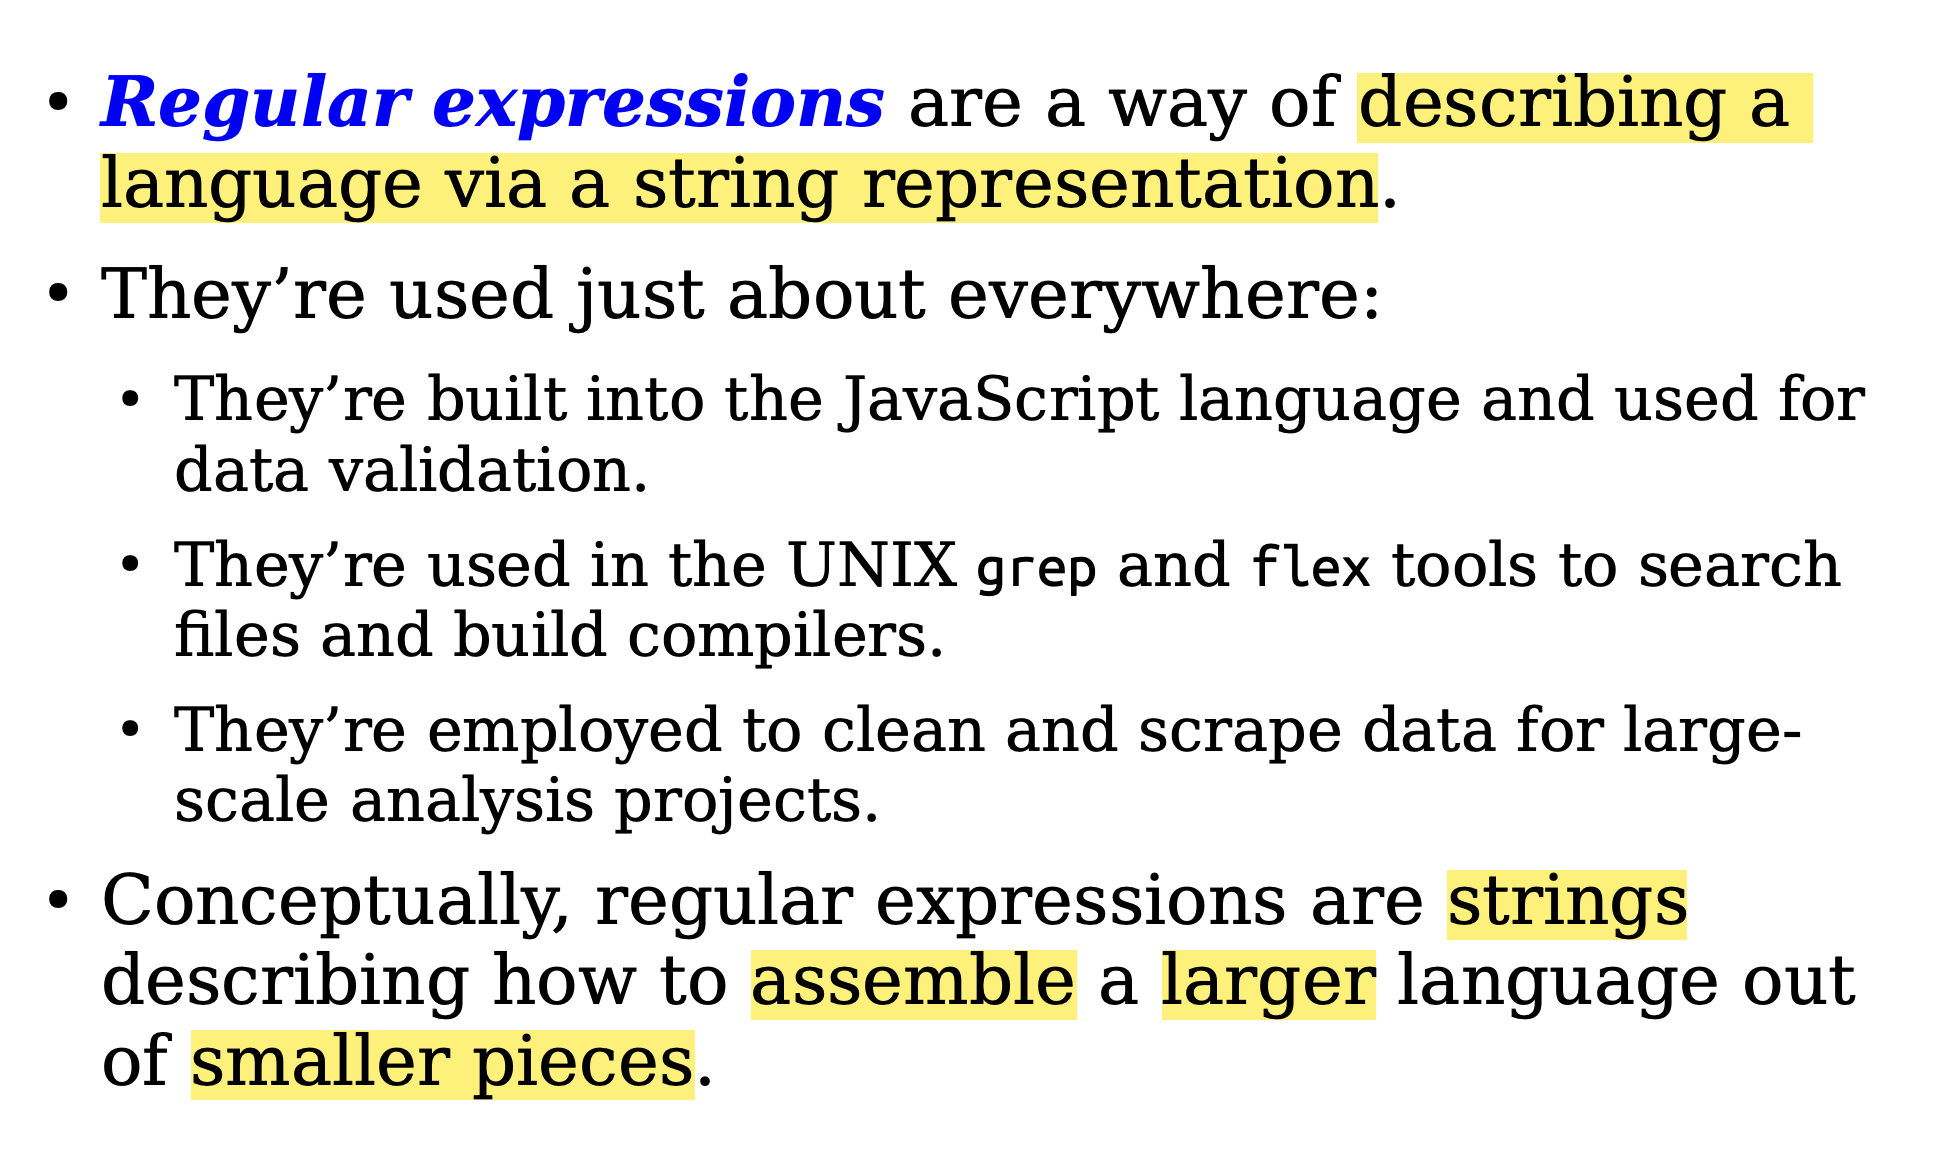 • Regular expressions are a way of describing a
language via a string representation.
• They’re used just about everywhere:
• They’re built into the JavaScript language and used for
data validation.
• They’re used in the UNIX grep and flex tools to search
files and build compilers.
• They’re employed to clean and scrape data for large-
scale analysis projects.
• Conceptually, regular expressions are strings
describing how to assemble a larger language out
of smaller pieces.